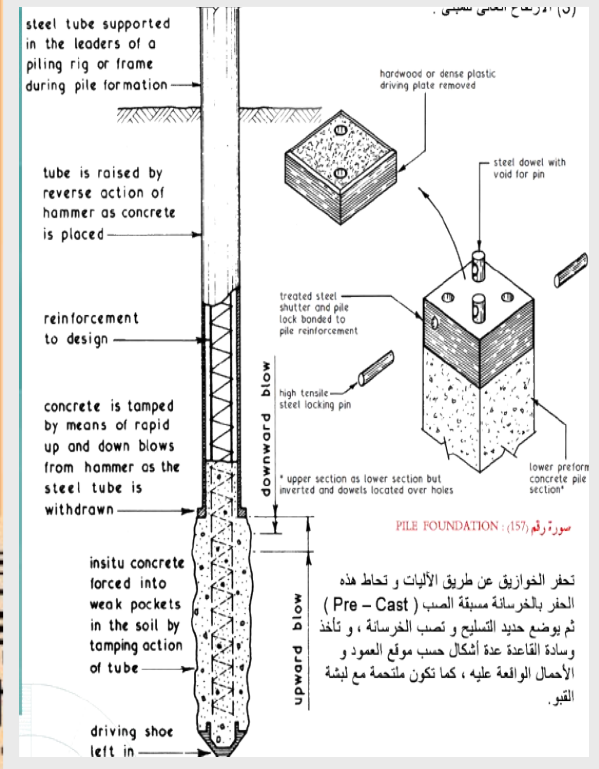 (3) الارتفاع العالي للمبنى .
steel tube supported
in the leaders of a
piling rig or frame
during pile formation
hardwood or dense plastic
driving plate removed
steel dowel with
void for pin
tube is raised by
reverse action of
hammer as concrete
is placed
treated steel
shutter and pile
lock bonded to
pile reinforcement
reinforcement
to design
high tensile
steel locking pin
downward blow
concrete is tamped
by means of rapid
up and down blows
from hammer as the
steel tube is
withdrawn
* upper section as lower section but
inverted and dowels located over holes
lower preform
concrete pile
section*
صورة رقم (157) : PILE FOUNDATION
insitu concrete
forced into
weak pockets
in the soil by
tamping action
of tube
upward blow
driving shoe
left in
تحفر الخوازيق عن طريق الآليات و تحاط هذه
الحفر بالخرسانة مسبقة الصب ( Pre – Cast )
ثم يوضع حديد التسليح و تصب الخرسانة ، و تأخذ
وسادة القاعدة عدة أشكال حسب موقع العمود و
الأحمال الواقعة عليه ، كما تكون ملتحمة مع لبشة
القبو.